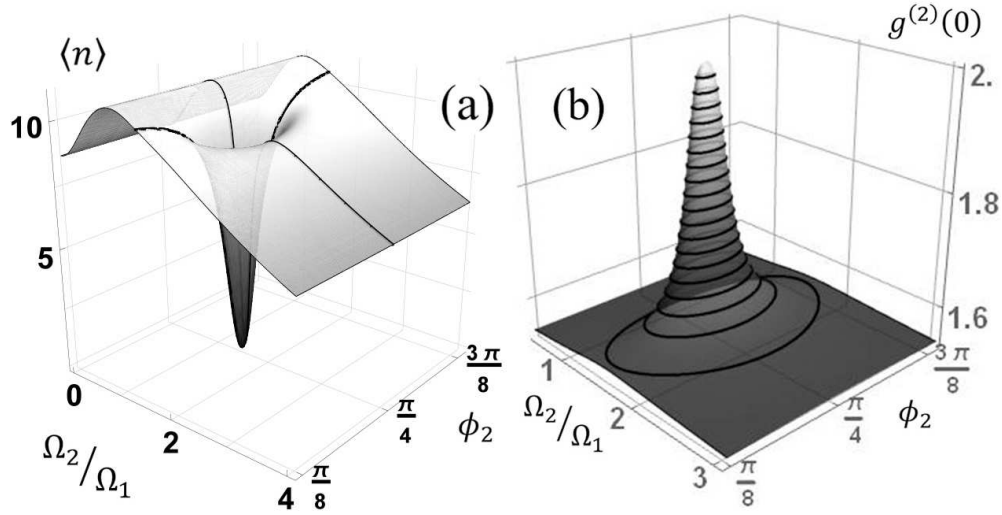 ⟨n⟩
(a)
10
5
0
2
4
Ω₂/Ω₁
π/8
π/4
3π/8
ϕ₂
g⁽²⁾(0)
(b)
2.
1.8
1.6
1
2
3
Ω₂/Ω₁
π/8
π/4
3π/8
ϕ₂